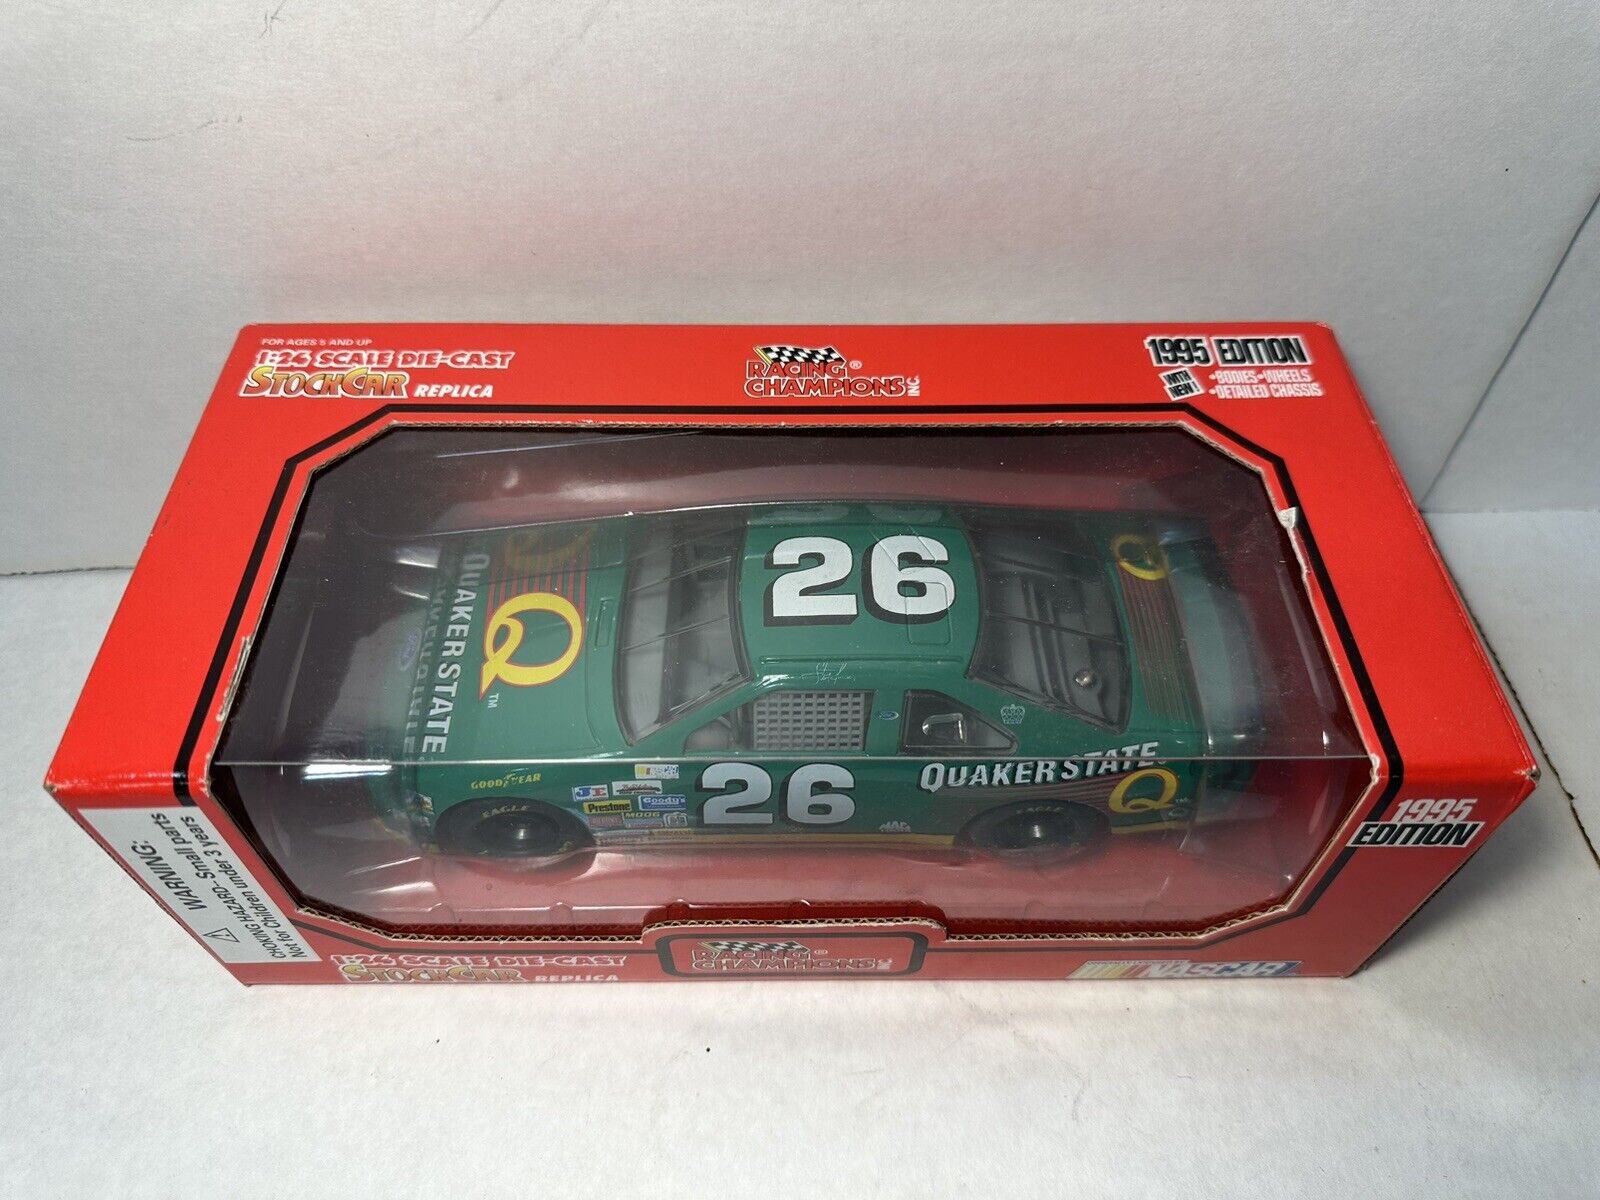 FOR AGES 5 AND UP
1:24 SCALE DIE-CAST
STOCKCAR REPLICA
RACING®
CHAMPIONS INC.
1995 EDITION
WITH NEW!
•BODIES•WHEELS
•DETAILED CHASSIS
26
QUAKER STATE
Q
TM
Q
GOODYEAR
EAGLE
Prestone
Goody's
MOOG
26
QUAKER STATE
Q
EAGLE
MAC
1995
EDITION
WARNING:
CHOKING HAZARD–Small parts
Not for Children under 3 years
1:24 SCALE DIE-CAST
STOCKCAR REPLICA
RACING®
CHAMPIONS INC.
NASCAR